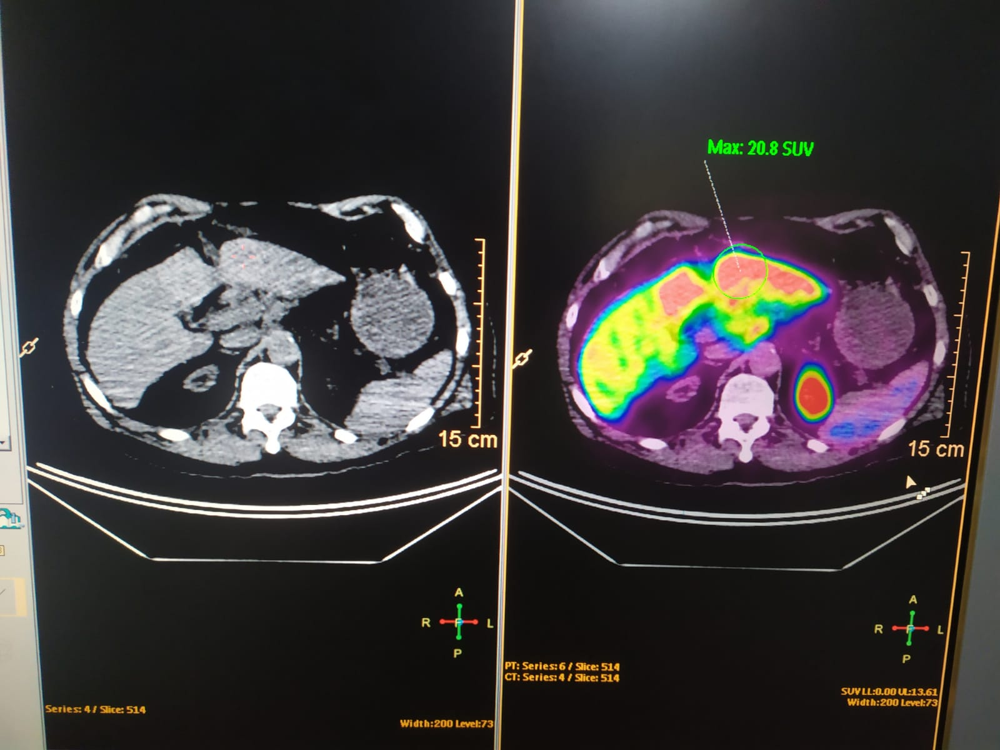 Max: 20.8 SUV
15 cm
15 cm
A
R
F
L
P
A
R
F
L
P
PT: Series: 6 / Slice: 514
CT: Series: 4 / Slice: 514
SUV LL:0.00 UL:13.61
Width:200 Level:73
Series: 4 / Slice: 514
Width:200 Level:73